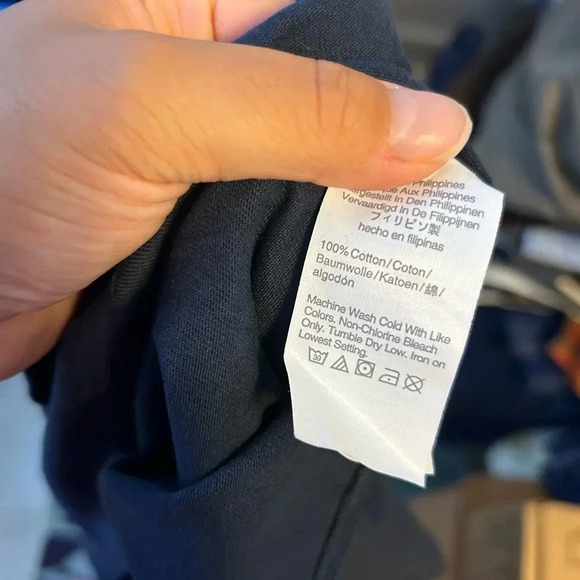 Philippines
Aux Philippines
In Den Philippinen
Vervaardigd In De Filippijnen
フィリピン製
hecho en filipinas
100% Cotton/Coton/
Baumwolle/Katoen/綿/
algodón
Machine Wash Cold With Like
Colors. Non-Chlorine Bleach
Only. Tumble Dry Low. Iron on
Lowest Setting.
30